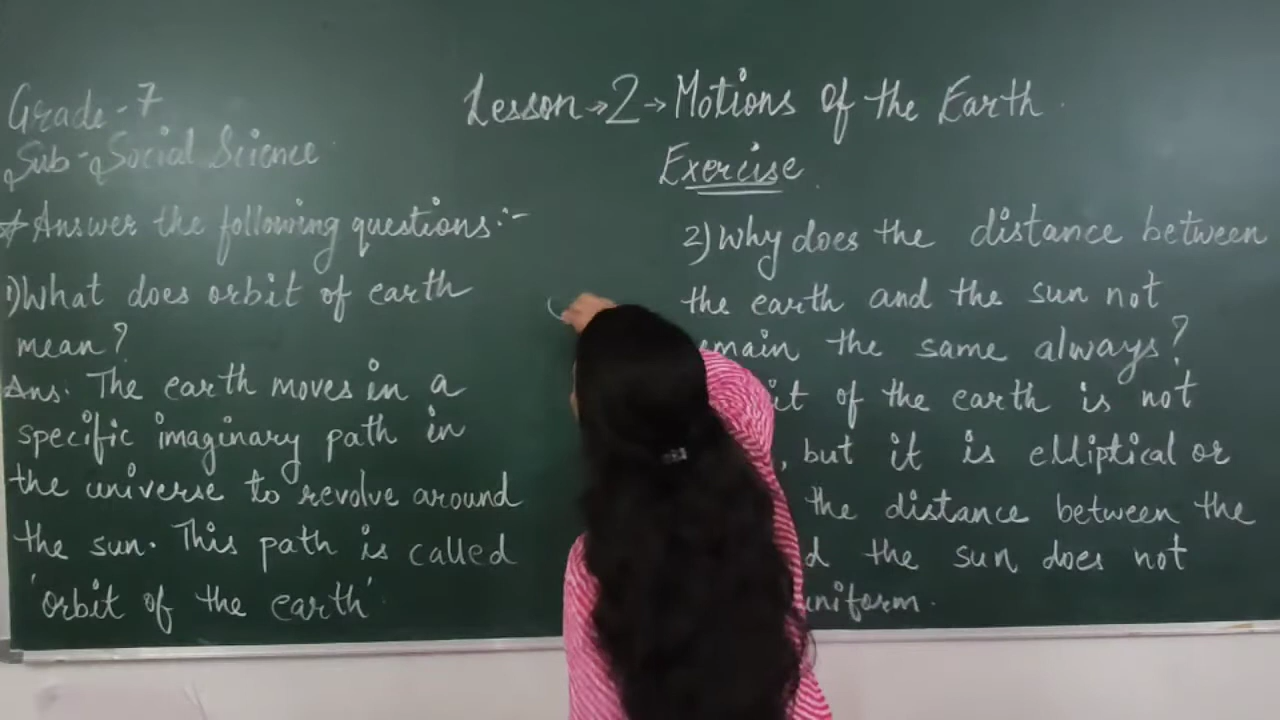 Grade-7
Sub-Social Science
Lesson→2→Motions of the Earth
Exercise
* Answer the following questions:-
1) What does orbit of earth
mean?
Ans. The earth moves in a
specific imaginary path in
the universe to revolve around
the sun. This path is called
'orbit of the earth'
2) Why does the distance between
the earth and the sun not
emain the same always?
of the earth is not
, but it is elliptical or
the distance between the
the sun does not
uniform.